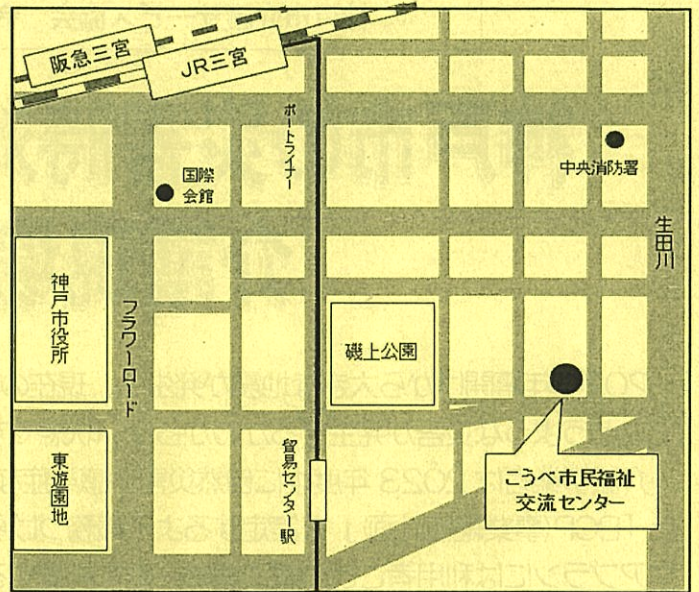 阪急三宮
JR三宮
ポートライナー
中央消防署
国際
会館
生田川
神戸市役所
フラワーロード
磯上公園
東遊園地
貿易センター駅
こうべ市民福祉
交流センター